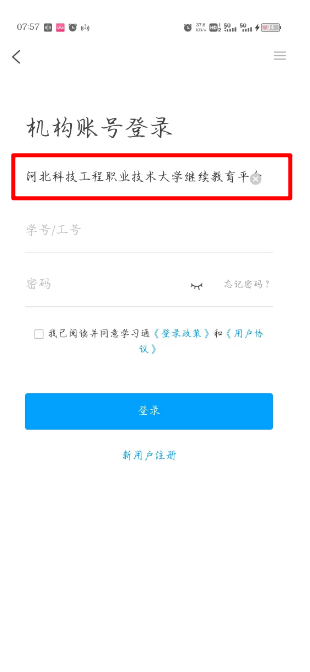 07:57
机构账号登录
河北科技工程职业技术大学继续教育平台
学号/工号
密码
忘记密码?
我已阅读并同意学习通《登录政策》和《用户协
议》
登录
新用户注册